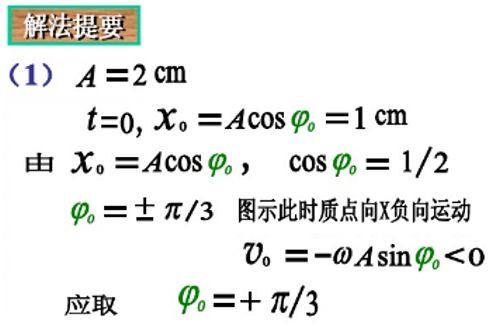 解法提要
（1） A =2 cm
t=0, x₀ =Acos φ₀ =1 cm
由 x₀ =Acos φ₀ , cos φ₀ = 1/2
φ₀ = ± π/3 图示此时质点向X负向运动
υ₀ =-ωA sin φ₀ <0
应取 φ₀ =+ π/3